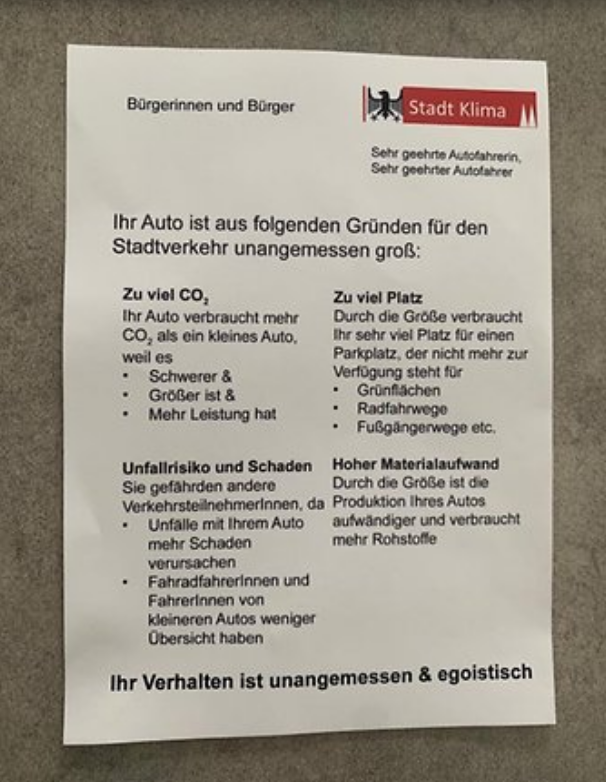 Bürgerinnen und Bürger
Stadt Klima
Sehr geehrte Autofahrerin,
Sehr geehrter Autofahrer
Ihr Auto ist aus folgenden Gründen für den
Stadtverkehr unangemessen groß:
Zu viel CO₂
Ihr Auto verbraucht mehr
CO₂ als ein kleines Auto,
weil es
• Schwerer &
• Größer ist &
• Mehr Leistung hat
Zu viel Platz
Durch die Größe verbraucht
Ihr sehr viel Platz für einen
Parkplatz, der nicht mehr zur
Verfügung steht für
• Grünflächen
• Radfahrwege
• Fußgängerwege etc.
Unfallrisiko und Schaden
Sie gefährden andere
VerkehrsteilnehmerInnen, da
• Unfälle mit Ihrem Auto
mehr Schaden
verursachen
• FahradfahrerInnen und
FahrerInnen von
kleineren Autos weniger
Übersicht haben
Hoher Materialaufwand
Durch die Größe ist die
Produktion Ihres Autos
aufwändiger und verbraucht
mehr Rohstoffe
Ihr Verhalten ist unangemessen & egoistisch